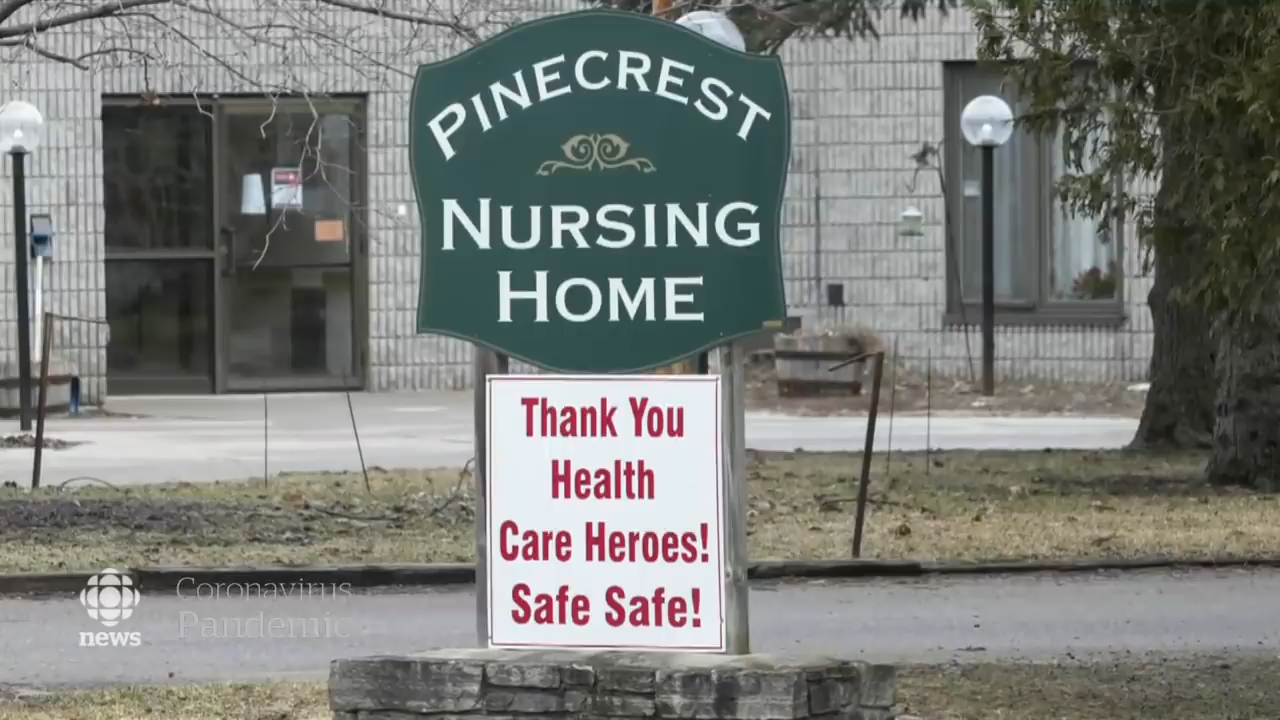 PINECREST
NURSING
HOME
Thank You
Health
Care Heroes!
Safe Safe!
news
Coronavirus
Pandemic